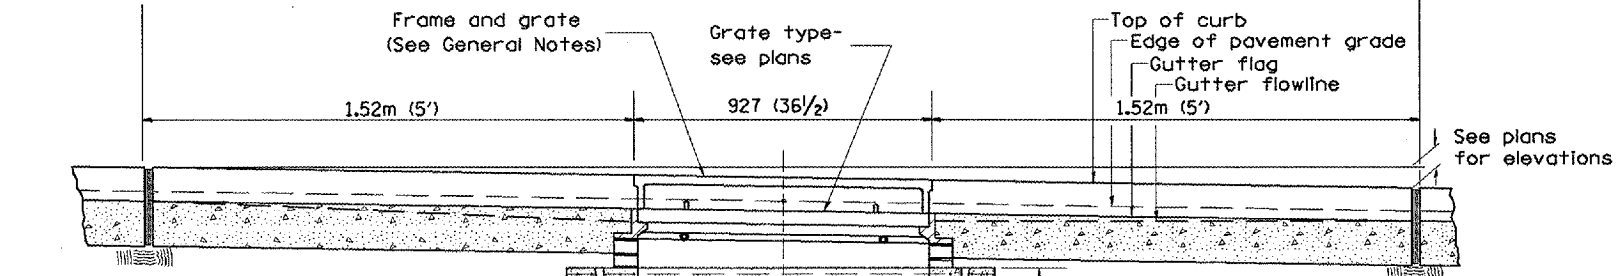 Frame and grate
(See General Notes)
Grate type-
see plans
Top of curb
Edge of pavement grade
Gutter flag
Gutter flowline
1.52m (5')
927 (36½)
1.52m (5')
See plans
for elevations